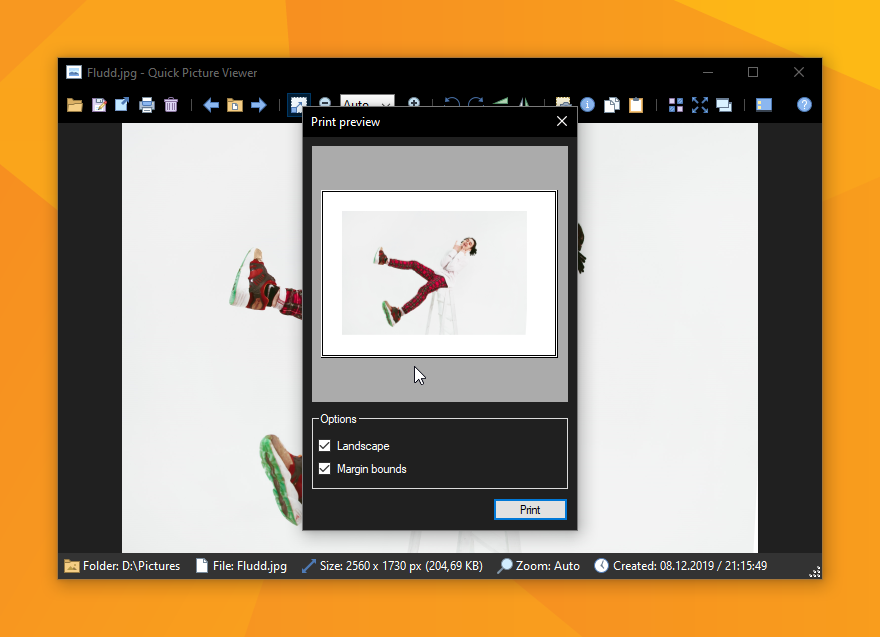 Fludd.jpg - Quick Picture Viewer
Auto
Print preview
Options
Landscape
Margin bounds
Print
Folder: D:\Pictures File: Fludd.jpg Size: 2560 x 1730 px (204,69 KB) Zoom: Auto Created: 08.12.2019 / 21:15:49